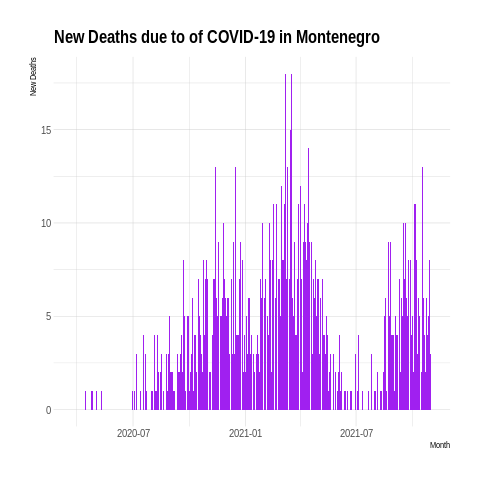 New Deaths due to of COVID-19 in Montenegro
New Deaths
15
10
5
0
2020-07 2021-01 2021-07
Month